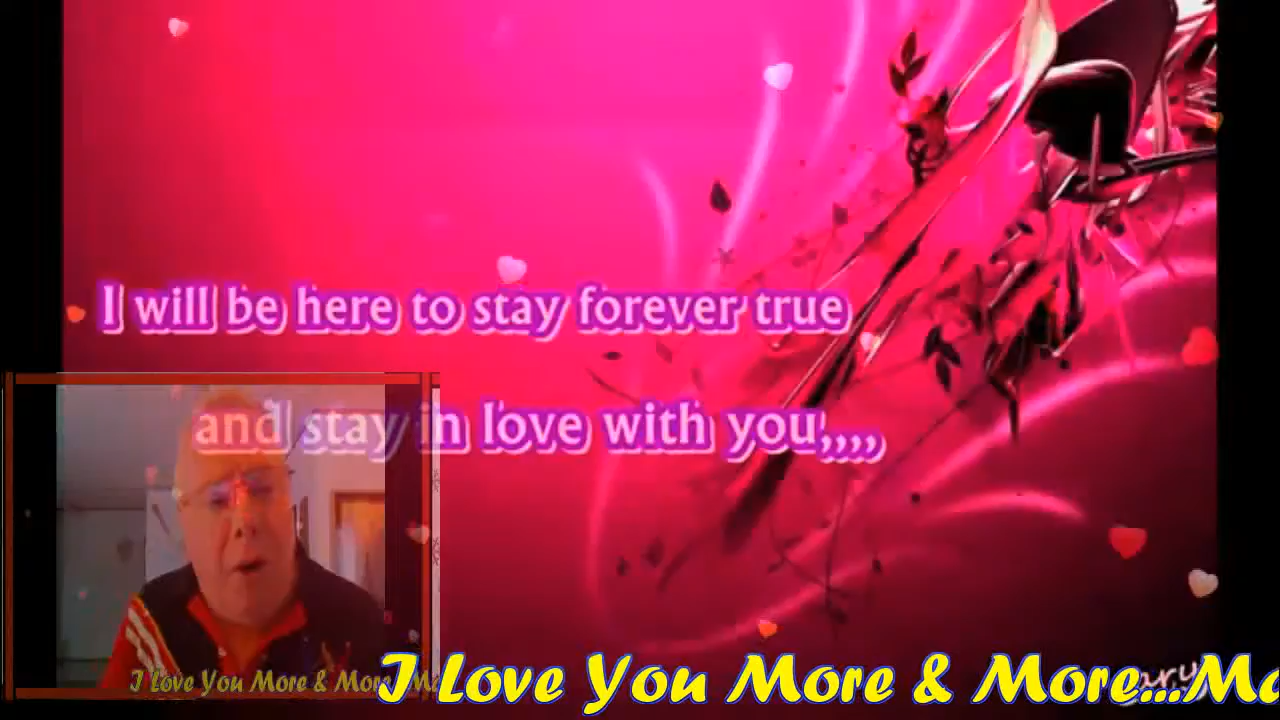 I will be here to stay forever true
and stay in love with you,,,,
I Love You More & More
I Love You More & More...Ma